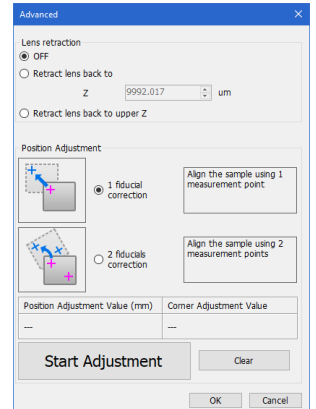 Advanced
Lens retraction
OFF
Retract lens back to
Z 9992.017 um
Retract lens back to upper Z
Position Adjustment
1 fiducial
correction
Align the sample using 1
measurement point
2 fiducials
correction
Align the sample using 2
measurement points
Position Adjustment Value (mm) Corner Adjustment Value
--- ---
Start Adjustment Clear
OK Cancel